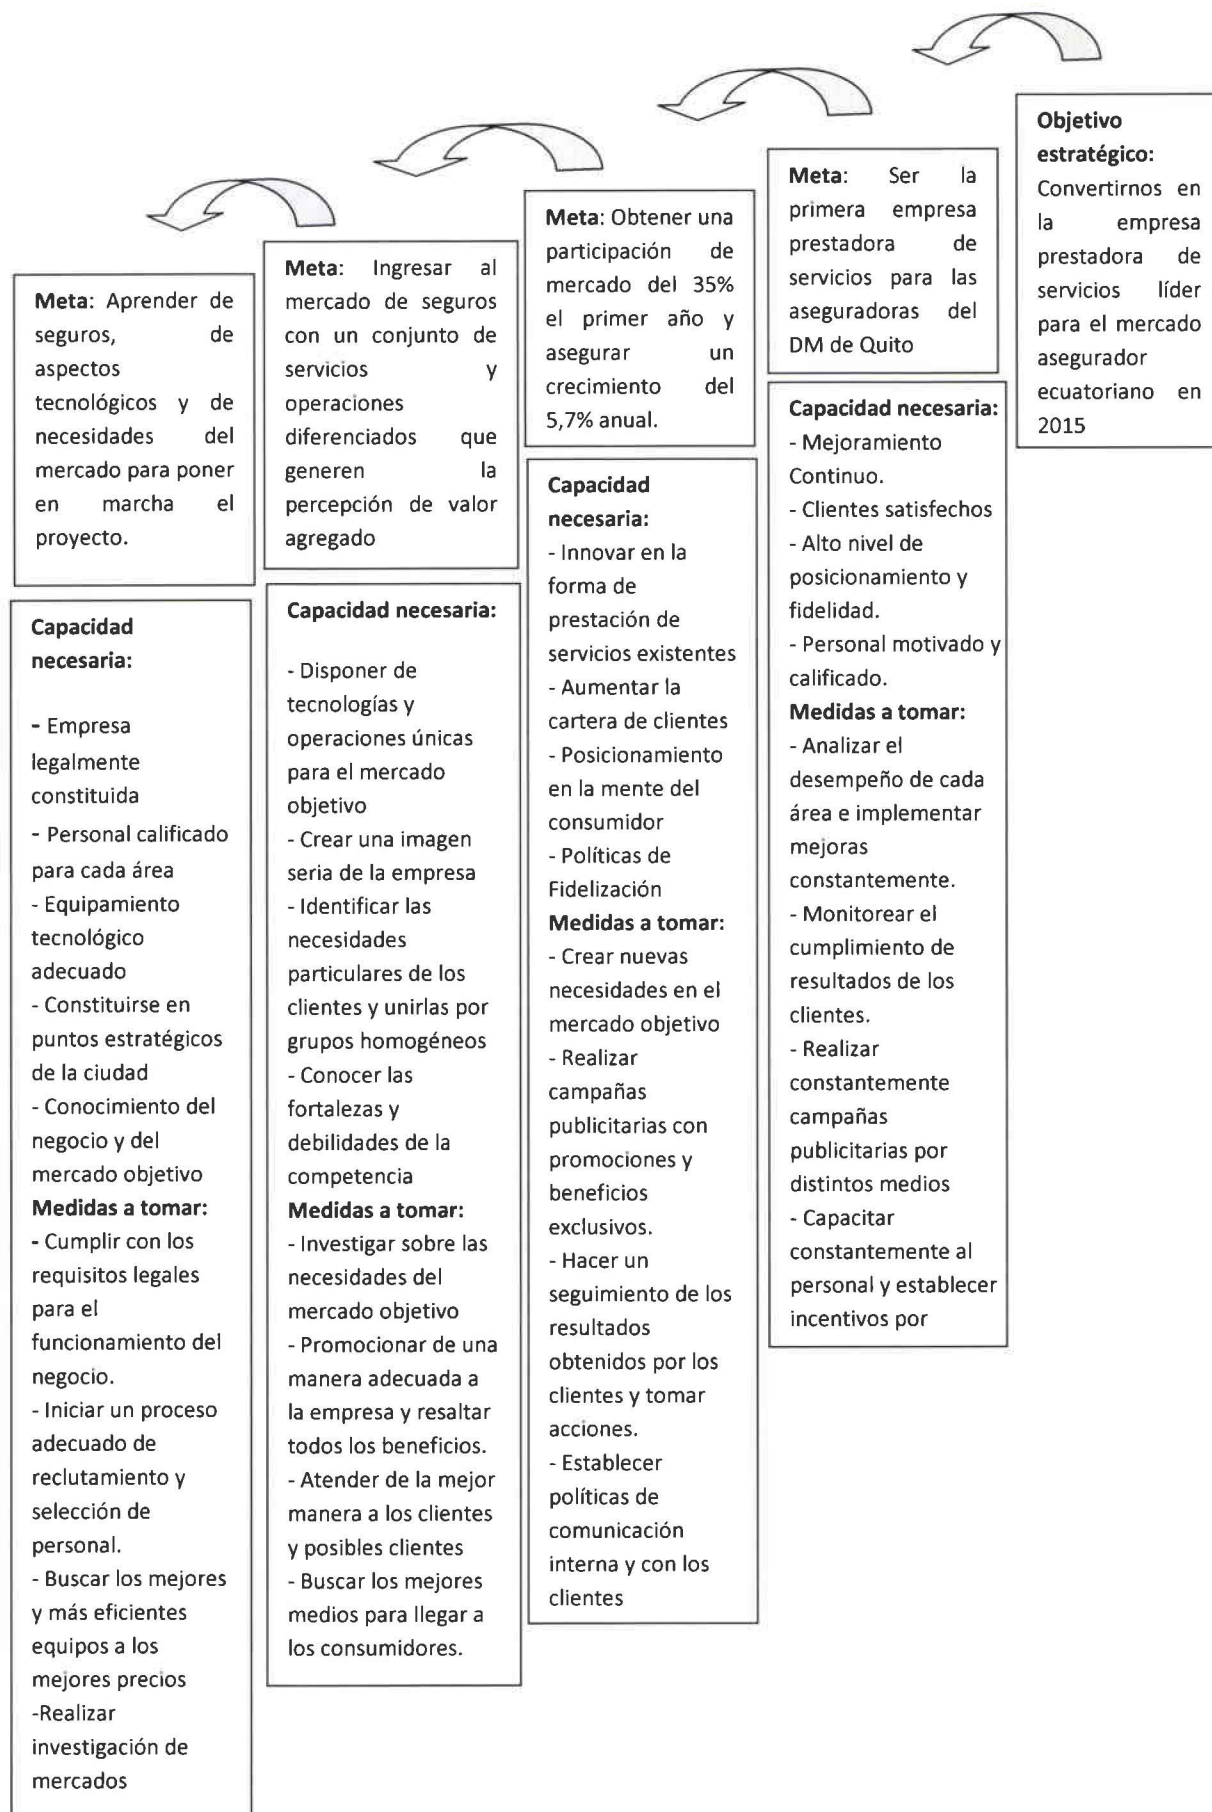 Meta: Aprender de
seguros, de
aspectos
tecnológicos y de
necesidades del
mercado para poner
en marcha el
proyecto.
Capacidad
necesaria:
- Empresa
legalmente
constituida
- Personal calificado
para cada área
- Equipamiento
tecnológico
adecuado
- Constituirse en
puntos estratégicos
de la ciudad
- Conocimiento del
negocio y del
mercado objetivo
Medidas a tomar:
- Cumplir con los
requisitos legales
para el
funcionamiento del
negocio.
- Iniciar un proceso
adecuado de
reclutamiento y
selección de
personal.
- Buscar los mejores
y más eficientes
equipos a los
mejores precios
-Realizar
investigación de
mercados
Meta: Ingresar al
mercado de seguros
con un conjunto de
servicios y
operaciones
diferenciados que
generen la
percepción de valor
agregado
Capacidad necesaria:
- Disponer de
tecnologías y
operaciones únicas
para el mercado
objetivo
- Crear una imagen
seria de la empresa
- Identificar las
necesidades
particulares de los
clientes y unirlas por
grupos homogéneos
- Conocer las
fortalezas y
debilidades de la
competencia
Medidas a tomar:
- Investigar sobre las
necesidades del
mercado objetivo
- Promocionar de una
manera adecuada a
la empresa y resaltar
todos los beneficios.
- Atender de la mejor
manera a los clientes
y posibles clientes
- Buscar los mejores
medios para llegar a
los consumidores.
Meta: Obtener una
participación de
mercado del 35%
el primer año y
asegurar un
crecimiento del
5,7% anual.
Capacidad
necesaria:
- Innovar en la
forma de
prestación de
servicios existentes
- Aumentar la
cartera de clientes
- Posicionamiento
en la mente del
consumidor
- Políticas de
Fidelización
Medidas a tomar:
- Crear nuevas
necesidades en el
mercado objetivo
- Realizar
campañas
publicitarias con
promociones y
beneficios
exclusivos.
- Hacer un
seguimiento de los
resultados
obtenidos por los
clientes y tomar
acciones.
- Establecer
políticas de
comunicación
interna y con los
clientes
Meta: Ser la
primera empresa
prestadora de
servicios para las
aseguradoras del
DM de Quito
Capacidad necesaria:
- Mejoramiento
Continuo.
- Clientes satisfechos
- Alto nivel de
posicionamiento y
fidelidad.
- Personal motivado y
calificado.
Medidas a tomar:
- Analizar el
desempeño de cada
área e implementar
mejoras
constantemente.
- Monitorear el
cumplimiento de
resultados de los
clientes.
- Realizar
constantemente
campañas
publicitarias por
distintos medios
- Capacitar
constantemente al
personal y establecer
incentivos por
Objetivo
estratégico:
Convertirnos en
la empresa
prestadora de
servicios líder
para el mercado
asegurador
ecuatoriano en
2015